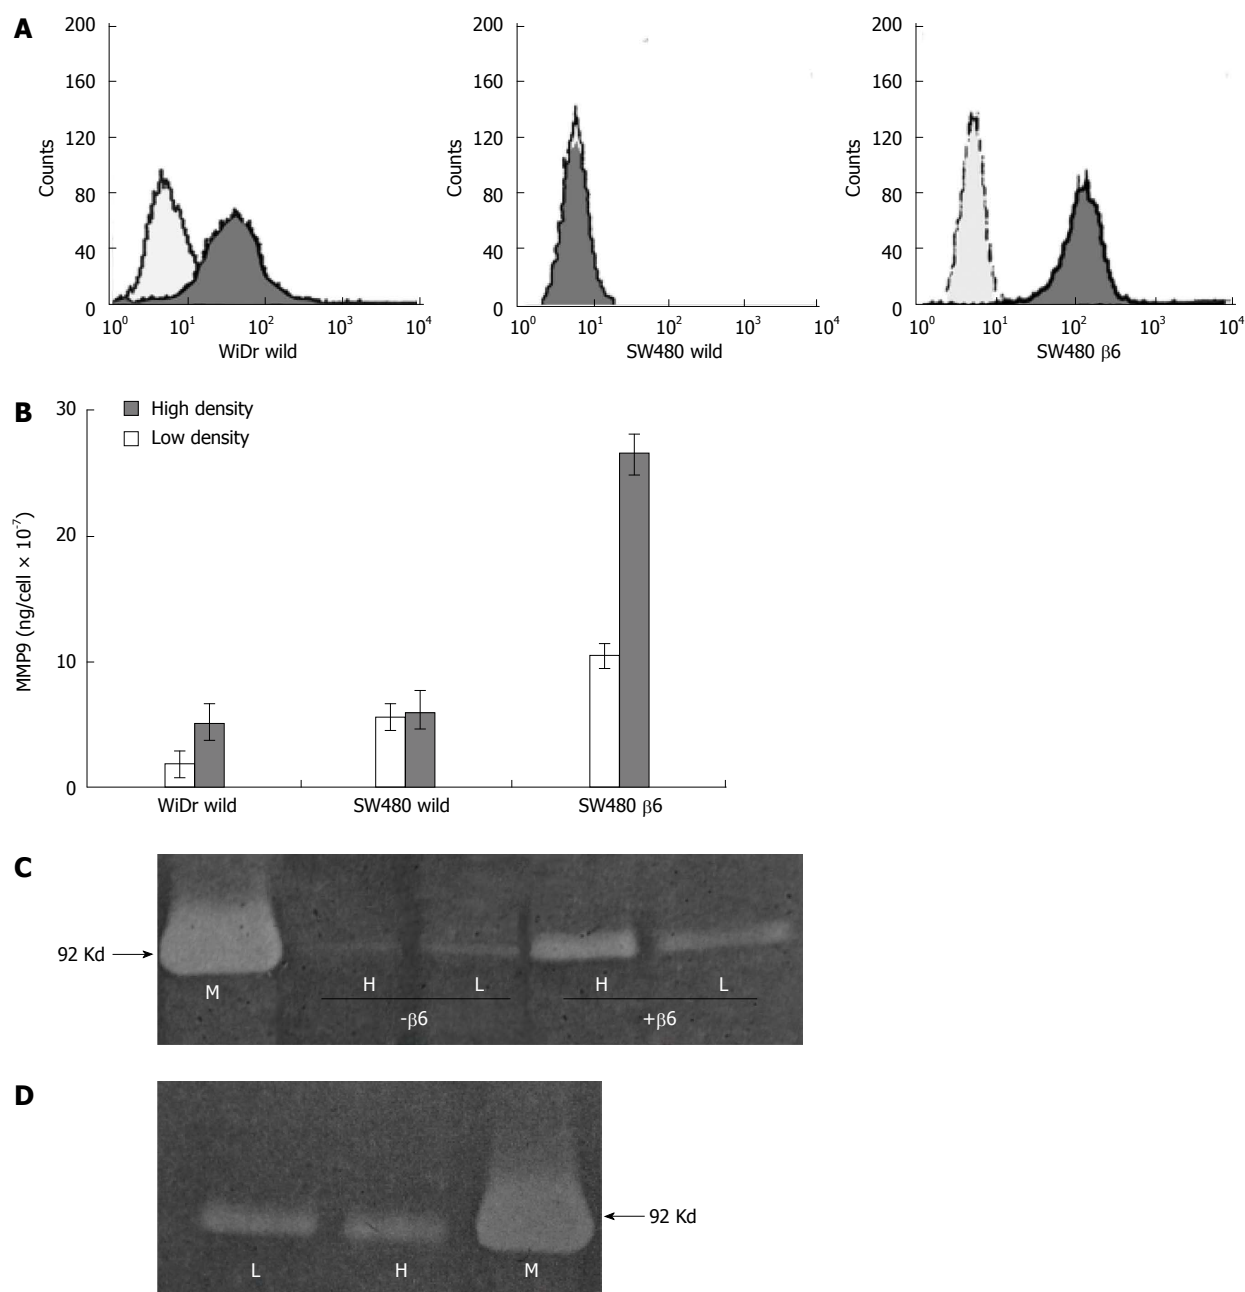 A
200
160
120
80
40
0
Counts
10⁰ 10¹ 10² 10³ 10⁴
WiDr wild
200
160
120
80
40
0
Counts
10⁰ 10¹ 10² 10³ 10⁴
SW480 wild
200
160
120
80
40
0
Counts
10⁰ 10¹ 10² 10³ 10⁴
SW480 β6
B
30
20
10
0
MMP9 (ng/cell × 10⁻⁷)
High density
Low density
WiDr wild SW480 wild SW480 β6
C
92 Kd
M H L H L
-β6 +β6
D
92 Kd
L H M